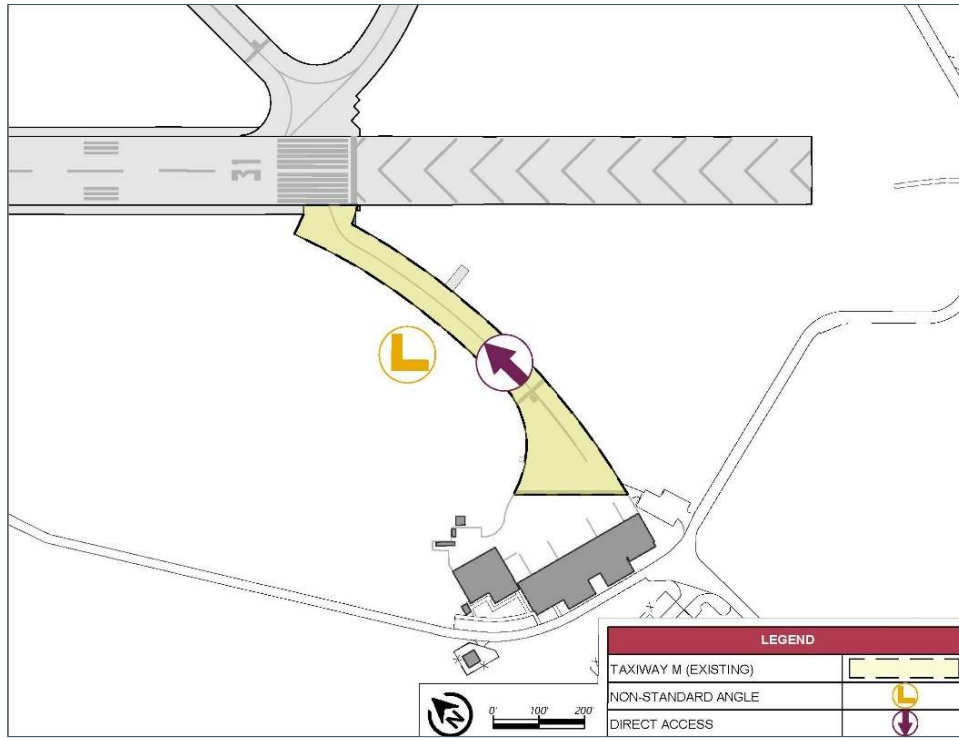 31
N
0' 100' 200'
LEGEND
TAXIWAY M (EXISTING)
NON-STANDARD ANGLE
DIRECT ACCESS